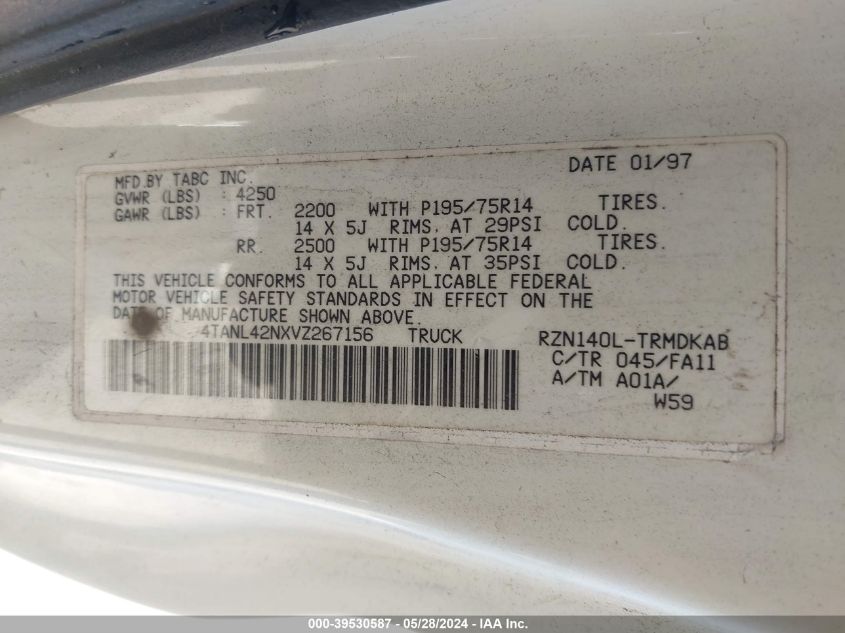 DATE 01/97
MFD.BY TABC INC.
GVWR (LBS) : 4250
GAWR (LBS) : FRT. 2200 WITH P195/75R14 TIRES.
14 X 5J RIMS. AT 29PSI COLD.
RR. 2500 WITH P195/75R14 TIRES.
14 X 5J RIMS. AT 35PSI COLD.
THIS VEHICLE CONFORMS TO ALL APPLICABLE FEDERAL
MOTOR VEHICLE SAFETY STANDARDS IN EFFECT ON THE
DATE OF MANUFACTURE SHOWN ABOVE.
4TANL42NXVZ267156 TRUCK RZN140L-TRMDKAB
C/TR 045/FA11
A/TM A01A/
W59
000-39530587 - 05/28/2024 - IAA Inc.